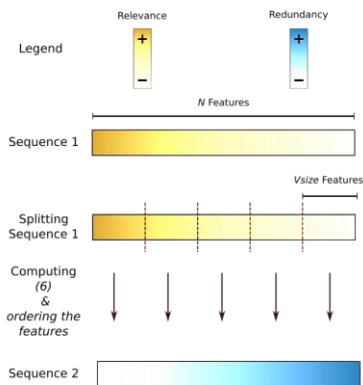 Relevance
Redundancy
Legend
+
+
−
−
N Features
Sequence 1
Vsize Features
Splitting
Sequence 1
Computing
(6)
&
ordering the
features
Sequence 2